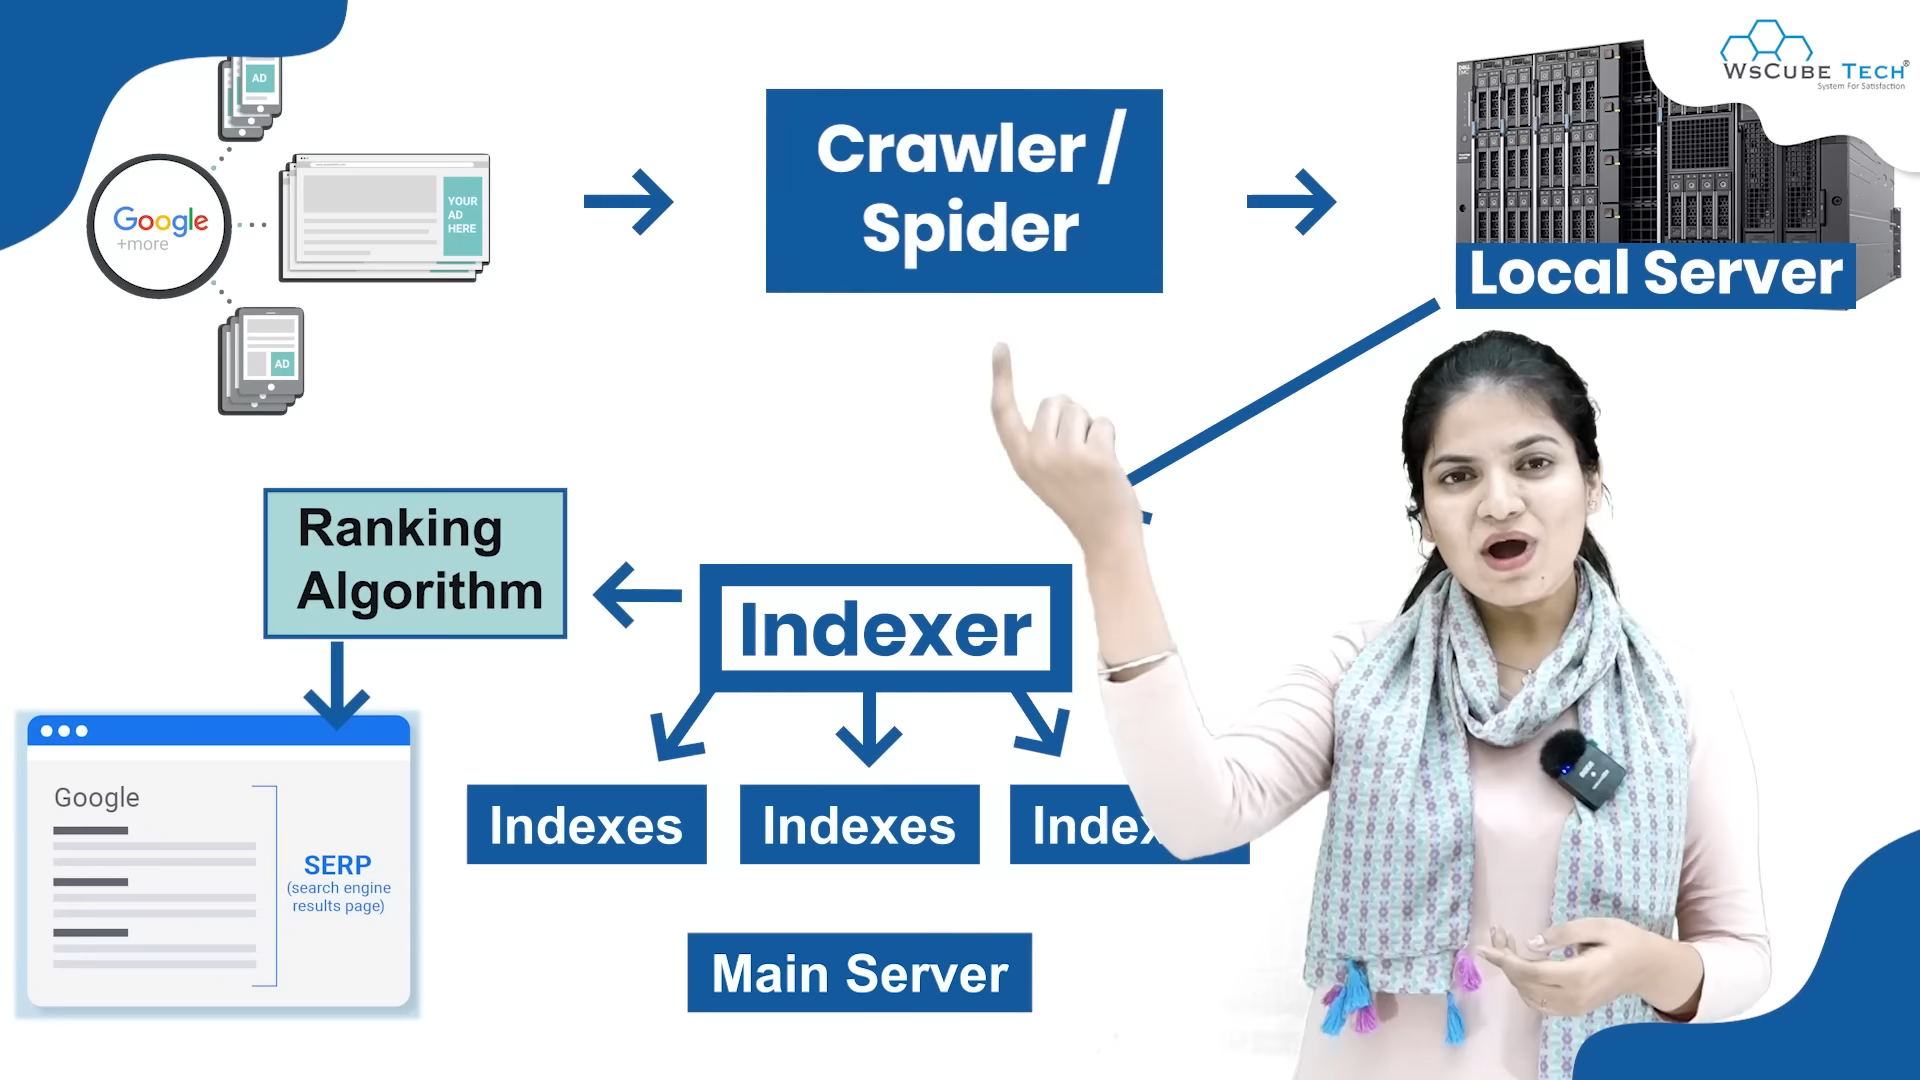 AD
Google
+more
YOUR
AD
HERE
AD
Crawler /
Spider
WsCube Tech®
System For Satisfaction
Local Server
Ranking
Algorithm
Indexer
Indexes
Indexes
Google
SERP
(search engine
results page)
Main Server